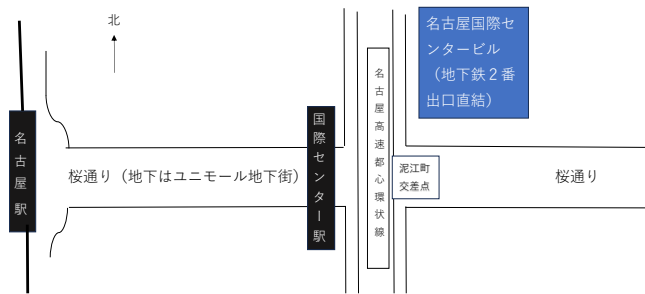 北
名古屋国際セ
ンタービル
（地下鉄２番
出口直結）
名古屋駅
桜通り（地下はユニモール地下街）
国際センター駅
名古屋高速都心環状線
泥江町
交差点
桜通り